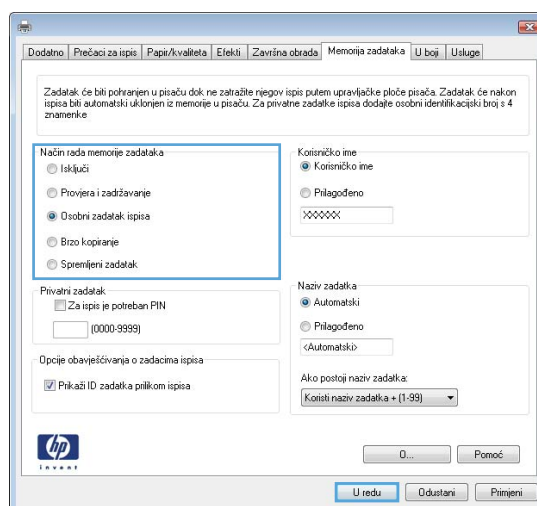 Dodatno Prečaci za ispis Papir/kvaliteta Efekti Završna obrada Memorija zadataka U boji Usluge
Zadatak će biti pohranjen u pisaču dok ne zatražite njegov ispis putem upravljačke ploče pisača. Zadatak će nakon
ispisa biti automatski uklonjen iz memorije u pisaču. Za privatne zadatke ispisa dodajte osobni identifikacijski broj s 4
znamenke
Način rada memorije zadataka
Isključi
Provjera i zadržavanje
Osobni zadatak ispisa
Brzo kopiranje
Spremljeni zadatak
Korisničko ime
Korisničko ime
Prilagođeno
XXXXXX
Privatni zadatak
Za ispis je potreban PIN
(0000-9999)
Naziv zadatka
Automatski
Prilagođeno
<Automatski>
Opcije obavješćivanja o zadacima ispisa
Prikaži ID zadatka prilikom ispisa
Ako postoji naziv zadatka:
Koristi naziv zadatka + (1-99)
hp
invent
O... Pomoć
U redu Odustani Primjeni